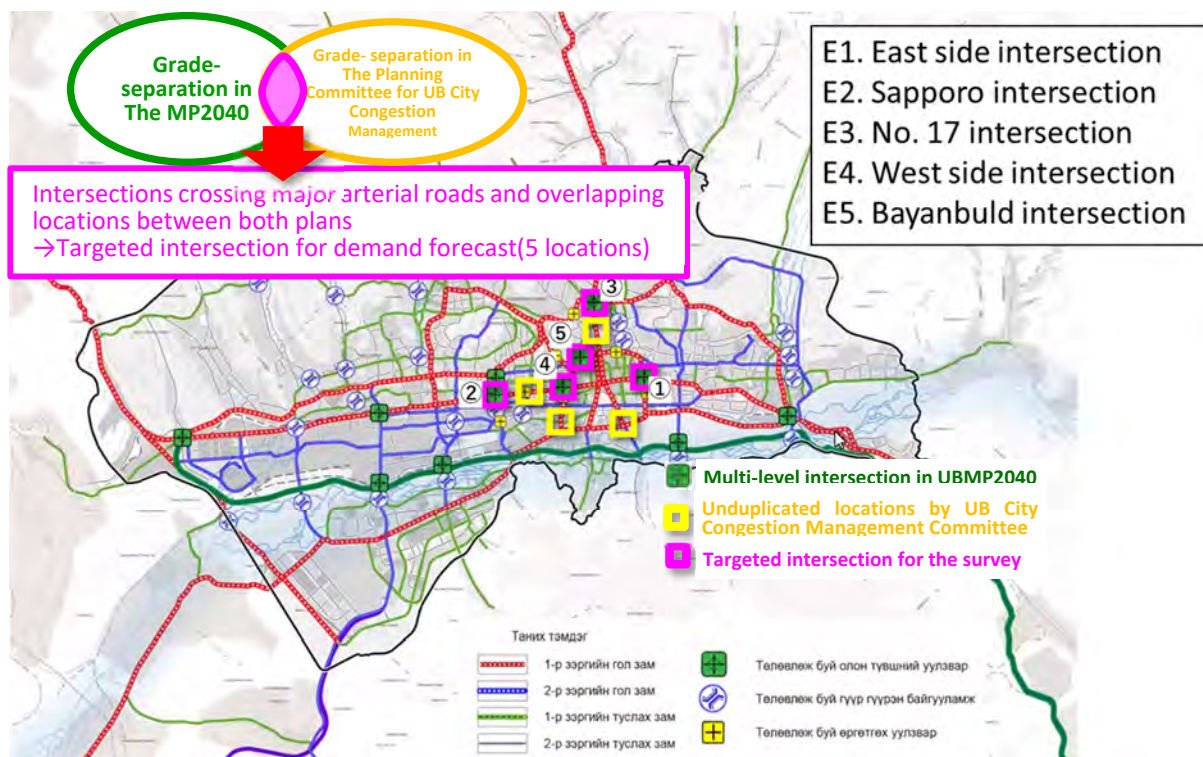 Grade-
separation in
The MP2040
Grade- separation in
The Planning
Committee for UB City
Congestion
Management
E1. East side intersection
E2. Sapporo intersection
E3. No. 17 intersection
E4. West side intersection
E5. Bayanbuld intersection
Intersections crossing major arterial roads and overlapping
locations between both plans
→Targeted intersection for demand forecast(5 locations)
③
⑤
④
②
①
Multi-level intersection in UBMP2040
Unduplicated locations by UB City
Congestion Management Committee
Targeted intersection for the survey
Таних тэмдэг
1-р зэргийн гол зам
2-р зэргийн гол зам
1-р зэргийн туслах зам
2-р зэргийн туслах зам
Төлөвлөж буй олон түвшний уулзвар
Төлөвлөж буй гүүр гүүрэн байгууламж
Төлөвлөж буй өргөтгөх уулзвар